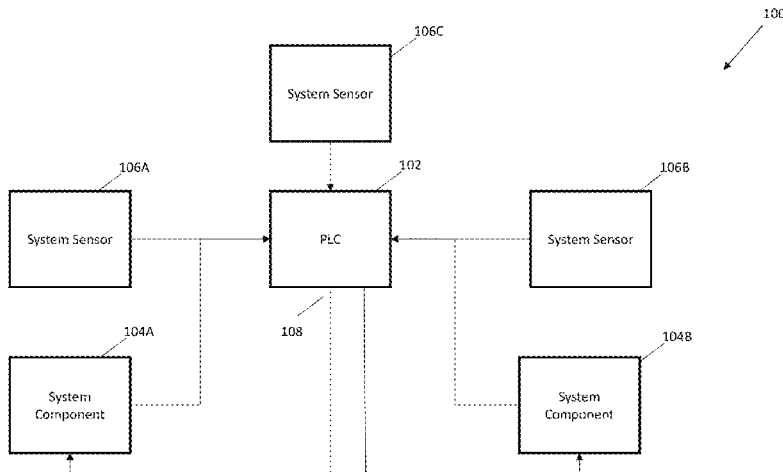 100
106C
System Sensor
106A
102
106B
System Sensor
PLC
System Sensor
108
104A
104B
System
Component
System
Component